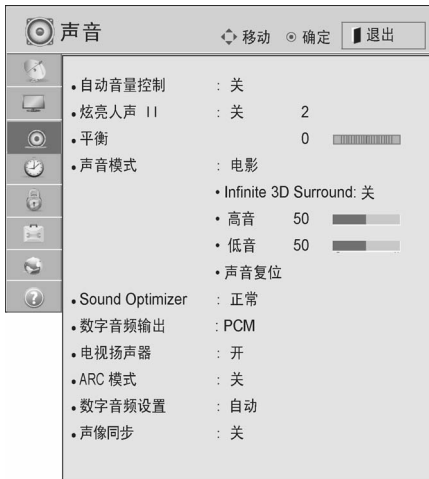 声音 移动 确定 退出
• 自动音量控制 : 关
• 炫亮人声 II : 关 2
• 平衡 0
• 声音模式 : 电影
• Infinite 3D Surround: 关
• 高音 50
• 低音 50
• 声音复位
• Sound Optimizer : 正常
• 数字音频输出 : PCM
• 电视扬声器 : 开
• ARC 模式 : 关
• 数字音频设置 : 自动
• 声像同步 : 关